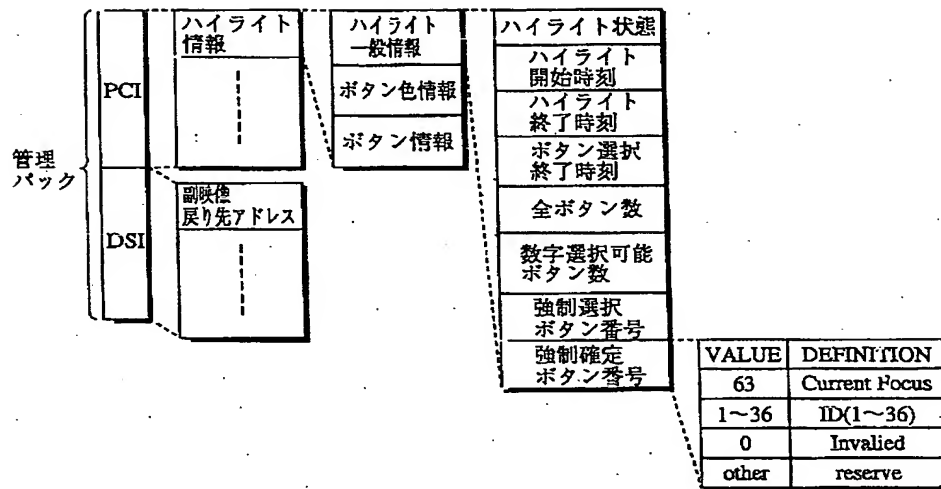 管理
パック
PCI
DSI
ハイライト
情報
副映像
戻り先アドレス
ハイライト
一般情報
ボタン色情報
ボタン情報
ハイライト状態
ハイライト
開始時刻
ハイライト
終了時刻
ボタン選択
終了時刻
全ボタン数
数字選択可能
ボタン数
強制選択
ボタン番号
強制確定
ボタン番号
VALUE DEFINITION
63 Current Focus
1～36 ID(1～36)
0 Invalied
other reserve